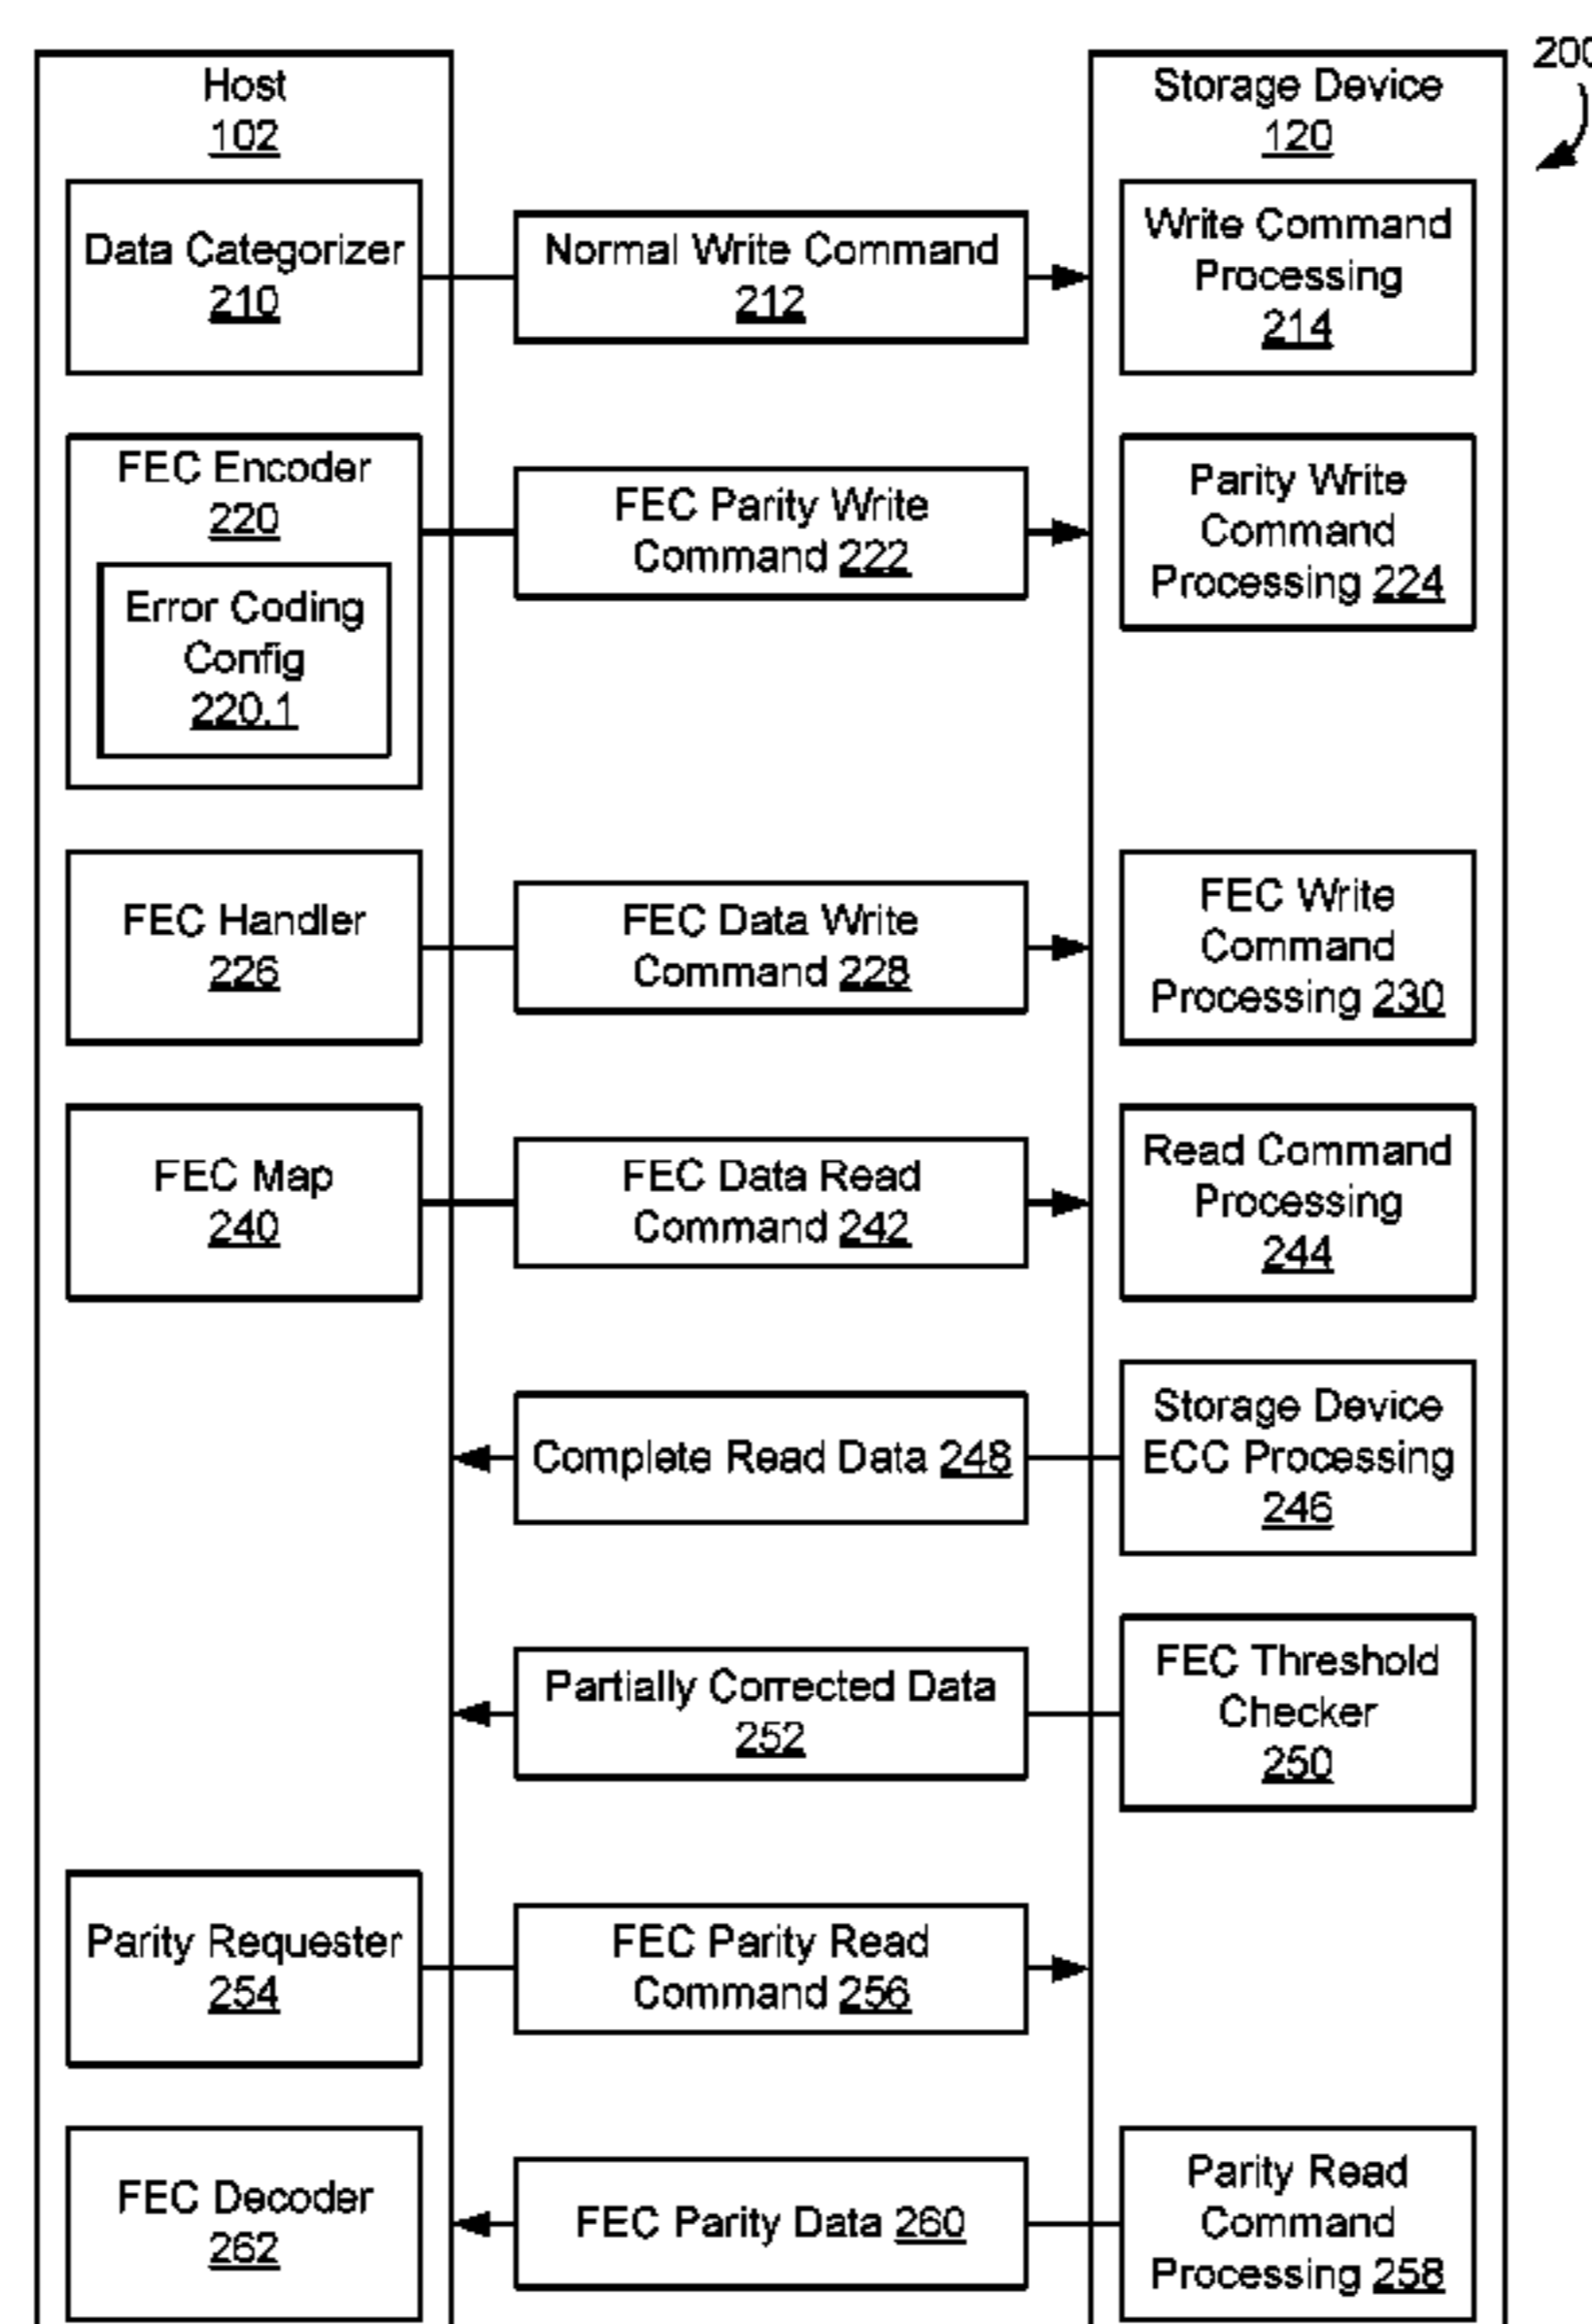 Host
102
Storage Device
120
200
Data Categorizer
210
Normal Write Command
212
Write Command
Processing
214
FEC Encoder
220
Error Coding
Config
220.1
FEC Parity Write
Command 222
Parity Write
Command
Processing 224
FEC Handler
226
FEC Data Write
Command 228
FEC Write
Command
Processing 230
FEC Map
240
FEC Data Read
Command 242
Read Command
Processing
244
Complete Read Data 248
Storage Device
ECC Processing
246
Partially Corrected Data
252
FEC Threshold
Checker
250
Parity Requester
254
FEC Parity Read
Command 256
FEC Decoder
262
FEC Parity Data 260
Parity Read
Command
Processing 258